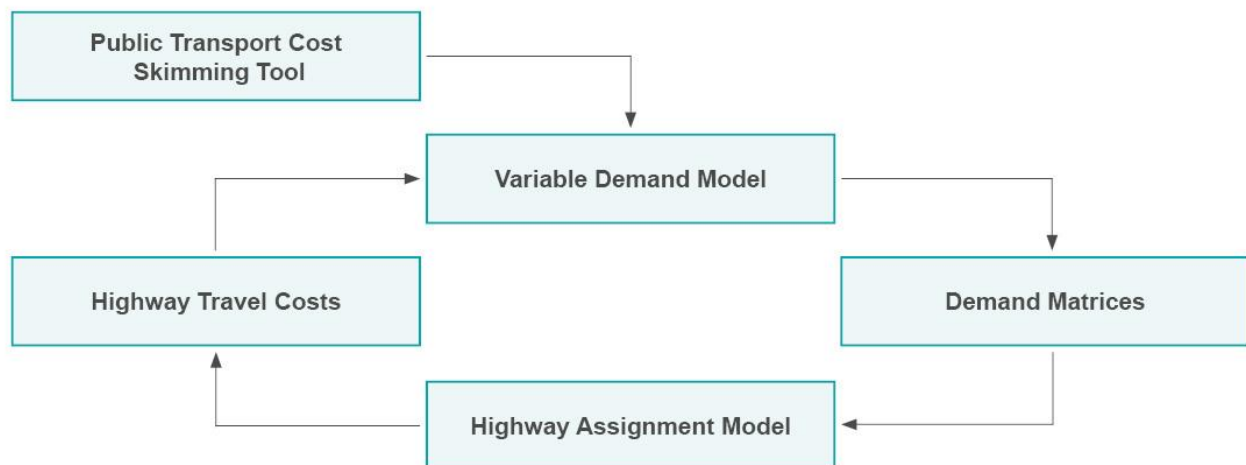 Public Transport Cost
Skimming Tool
Variable Demand Model
Highway Travel Costs
Demand Matrices
Highway Assignment Model